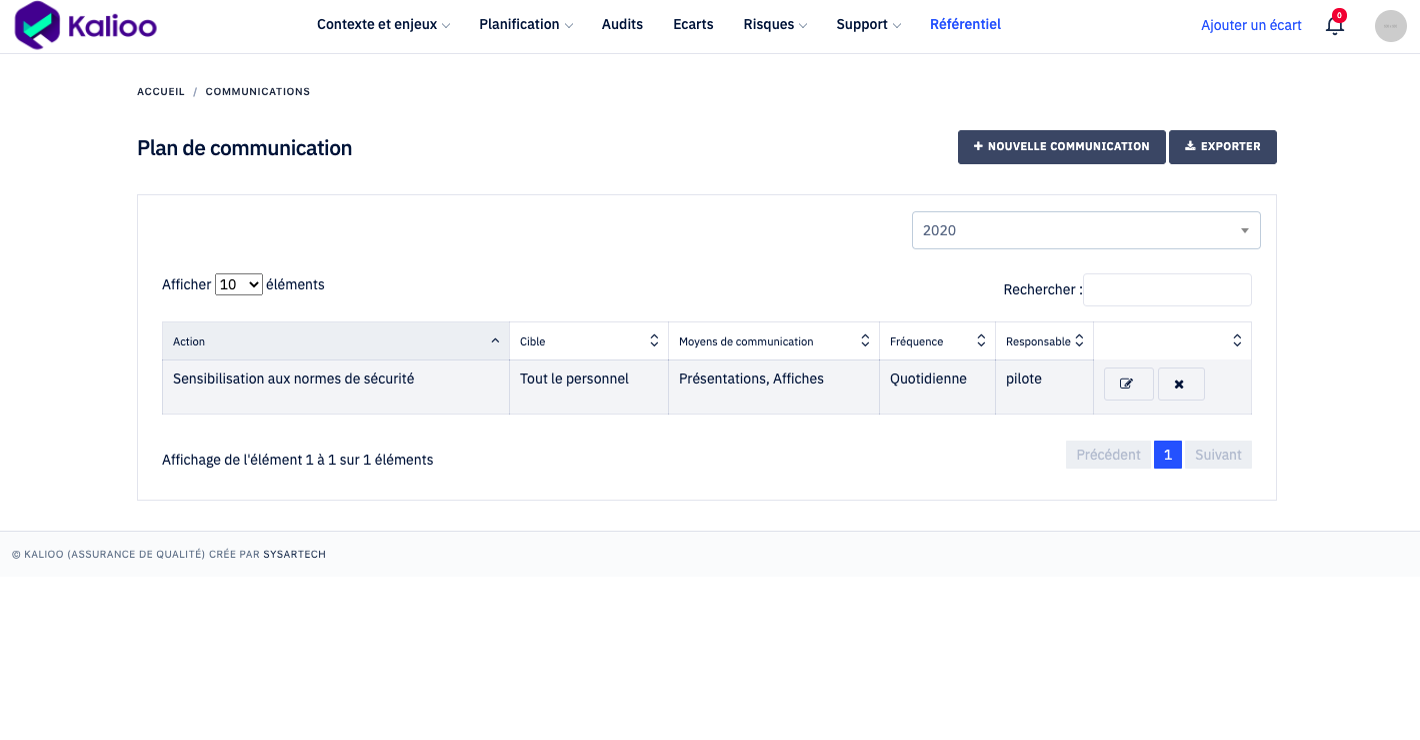 Kalioo
Contexte et enjeux Planification Audits Ecarts Risques Support Référentiel Ajouter un écart 0
ACCUEIL / COMMUNICATIONS
Plan de communication
NOUVELLE COMMUNICATION EXPORTER
2020
Afficher 10 éléments
Rechercher :
Action Cible Moyens de communication Fréquence Responsable
Sensibilisation aux normes de sécurité Tout le personnel Présentations, Affiches Quotidienne pilote
Affichage de l'élément 1 à 1 sur 1 éléments
Précédent 1 Suivant
© KALIOO (ASSURANCE DE QUALITÉ) CRÉE PAR SYSARTECH